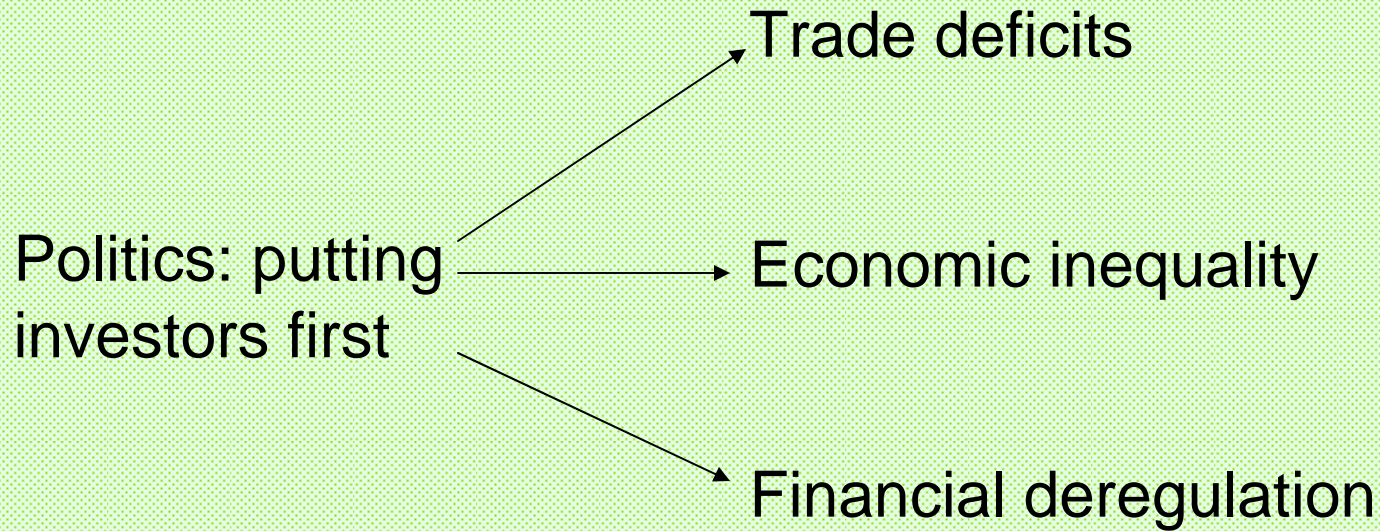 Trade deficits
Politics: putting
investors first
Economic inequality
Financial deregulation